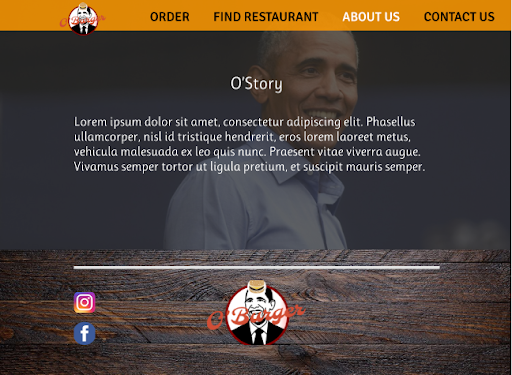 O'Burger
ORDER FIND RESTAURANT ABOUT US CONTACT US
O'Story
Lorem ipsum dolor sit amet, consectetur adipiscing elit. Phasellus
ullamcorper, nisl id tristique hendrerit, eros lorem laoreet metus,
vehicula malesuada ex leo quis nunc. Praesent vitae viverra augue.
Vivamus semper tortor ut ligula pretium, et suscipit mauris semper.
O'Burger